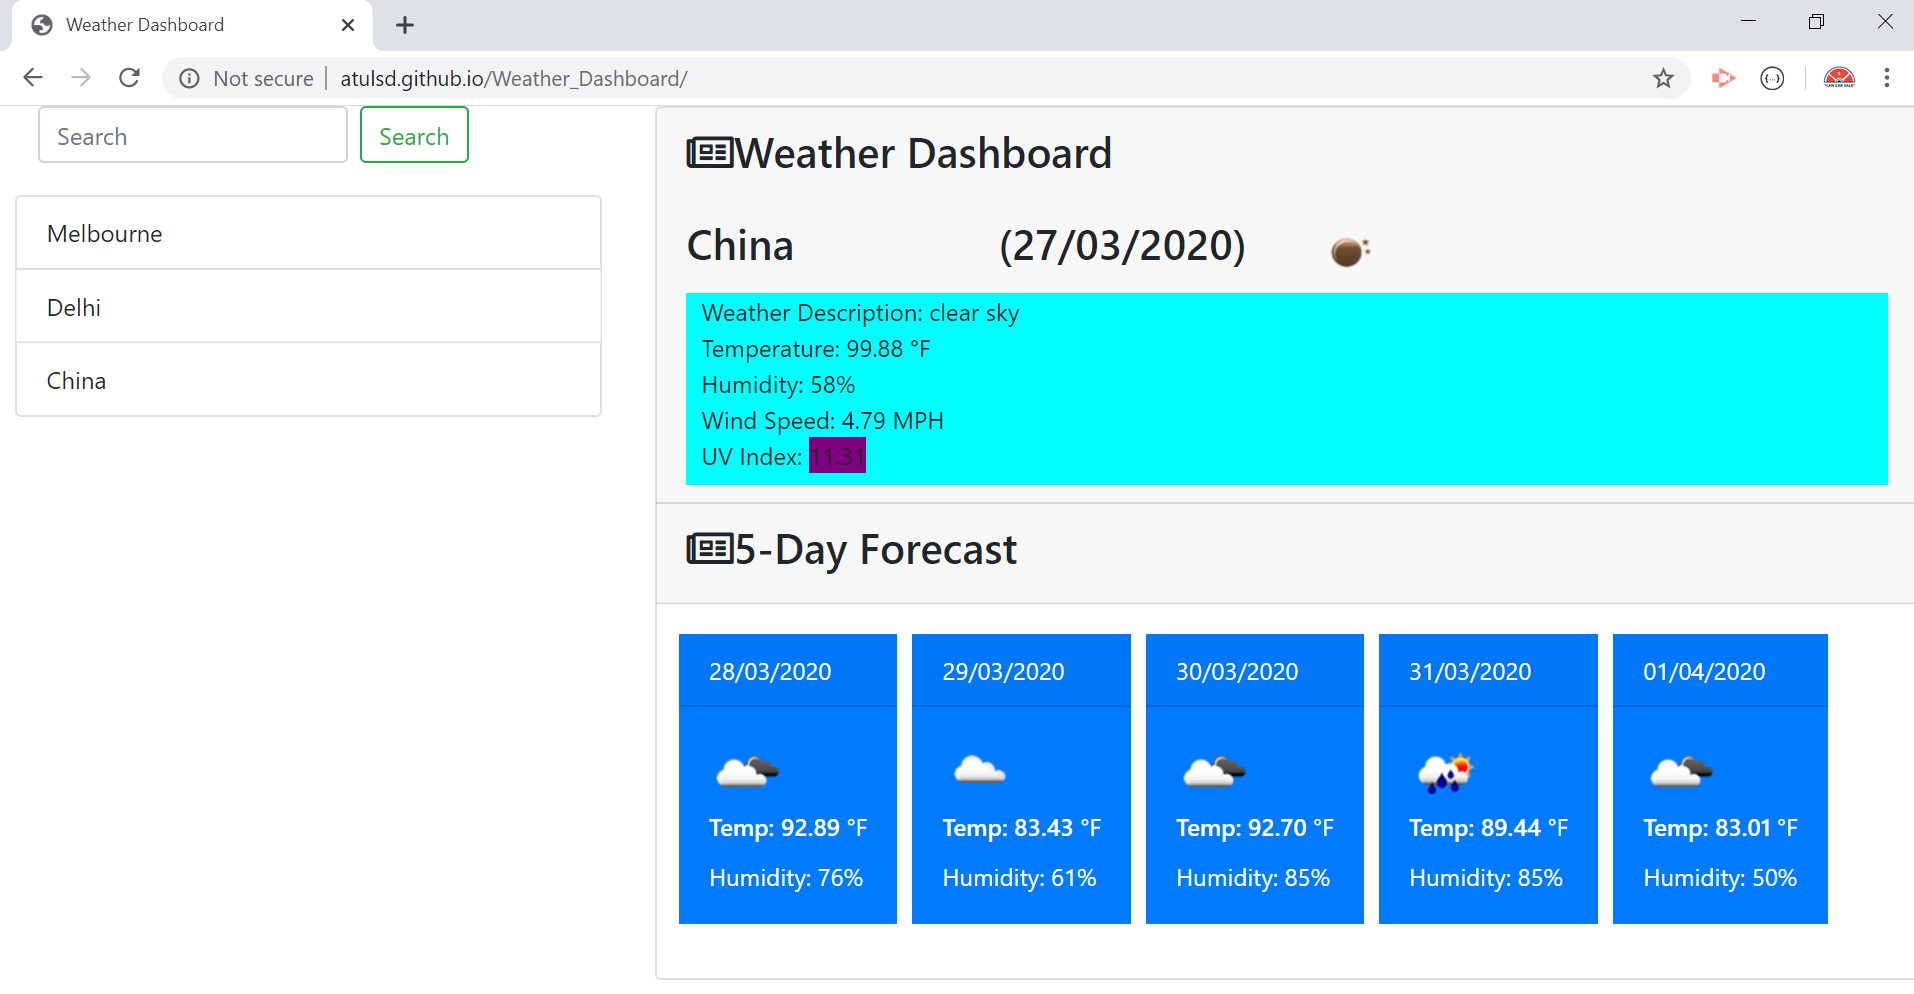 Weather Dashboard
Not secure | atulsd.github.io/Weather_Dashboard/
Search Search
Melbourne
Delhi
China
Weather Dashboard
China (27/03/2020)
Weather Description: clear sky
Temperature: 99.88 °F
Humidity: 58%
Wind Speed: 4.79 MPH
UV Index: 11.31
5-Day Forecast
28/03/2020 29/03/2020 30/03/2020 31/03/2020 01/04/2020
Temp: 92.89 °F Temp: 83.43 °F Temp: 92.70 °F Temp: 89.44 °F Temp: 83.01 °F
Humidity: 76% Humidity: 61% Humidity: 85% Humidity: 85% Humidity: 50%